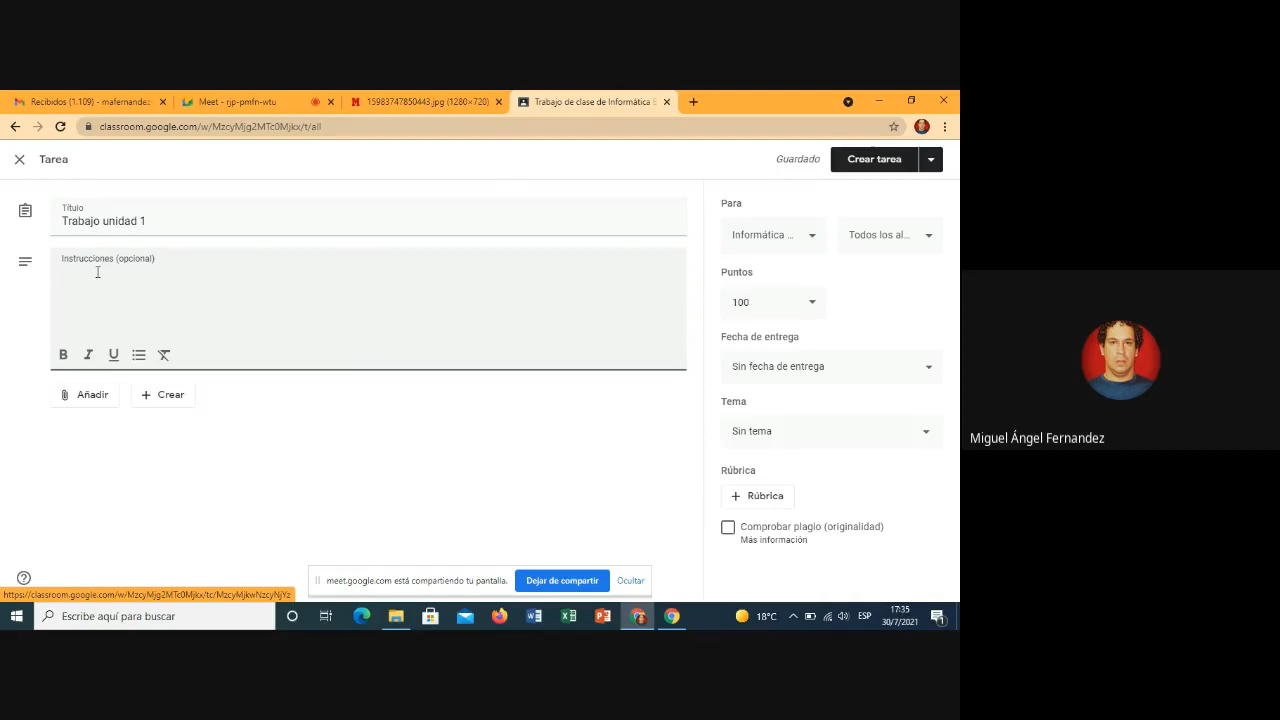 Recibidos (1.109) - mafernandez
Meet - rjp-pmfn-wtu
15983747850443.jpg (1280×720)
Trabajo de clase de Informática E
classroom.google.com/w/MzcyMjg2MTc0Mjkx/t/all
Tarea
Guardado
Crear tarea
Título
Trabajo unidad 1
Instrucciones (opcional)
B I U
Añadir
Crear
Para
Informática ...
Todos los al...
Puntos
100
Fecha de entrega
Sin fecha de entrega
Tema
Sin tema
Rúbrica
Rúbrica
Comprobar plagio (originalidad)
Más información
Miguel Ángel Fernandez
meet.google.com está compartiendo tu pantalla.
Dejar de compartir
Ocultar
https://classroom.google.com/w/MzcyMjg2MTc0Mjkx/tc/MzcyMjkwNzcyNjYz
Escribe aquí para buscar
18°C
ESP
17:35
30/7/2021